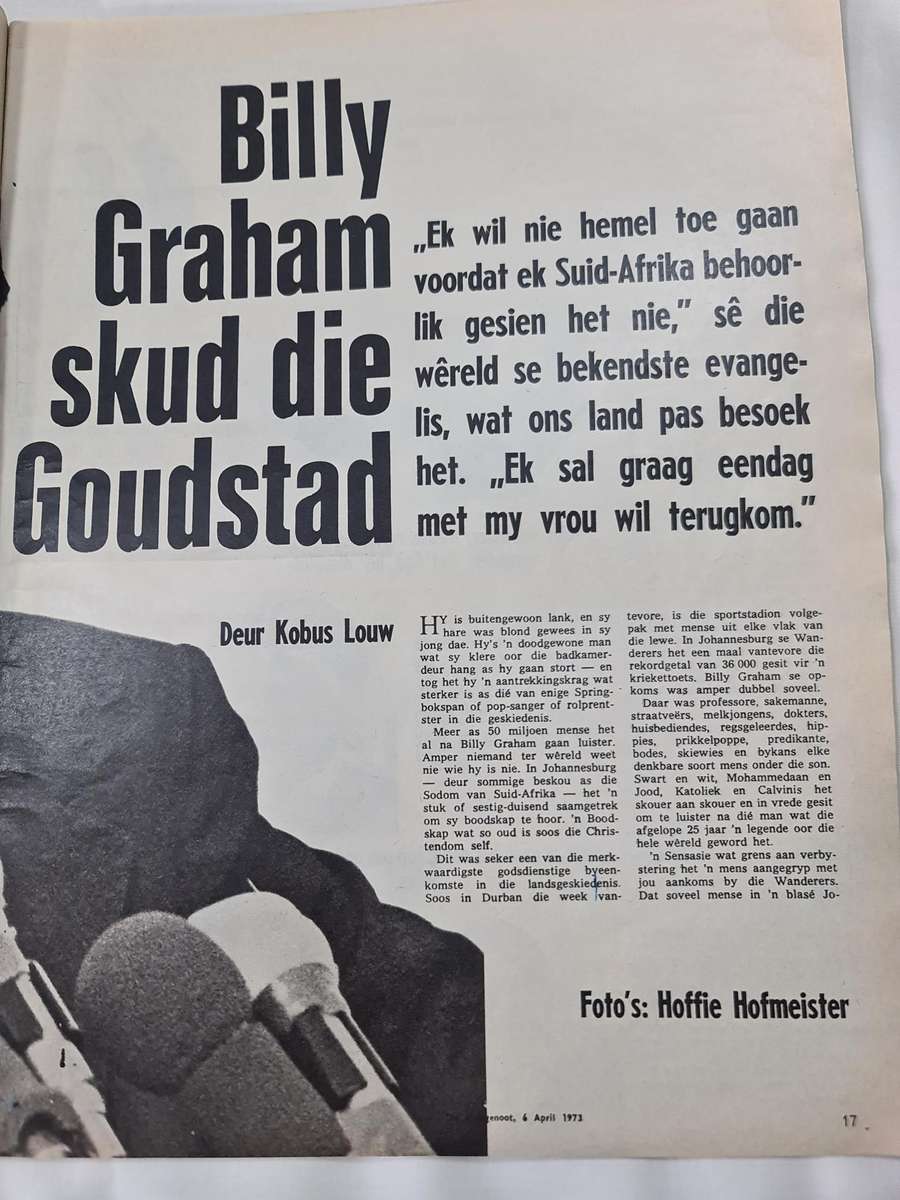 Billy
Graham
skud die
Goudstad
„Ek wil nie hemel toe gaan
voordat ek Suid-Afrika behoor-
lik gesien het nie,” sê die
wêreld se bekendste evange-
lis, wat ons land pas besoek
het. „Ek sal graag eendag
met my vrou wil terugkom.”
Deur Kobus Louw
HY is buitengewoon lank, en sy
hare was blond gewees in sy
jong dae. Hy's 'n doodgewone man
wat sy klere oor die badkamer-
deur hang as hy gaan stort — en
tog het hy 'n aantrekkingskrag wat
sterker is as dié van enige Spring-
bokspan of pop-sanger of rolprent-
ster in die geskiedenis.
Meer as 50 miljoen mense het
al na Billy Graham gaan luister.
Amper niemand ter wêreld weet
nie wie hy is nie. In Johannesburg
— deur sommige beskou as die
Sodom van Suid-Afrika — het 'n
stuk of sestig-duisend saamgetrek
om sy boodskap te hoor. 'n Bood-
skap wat so oud is soos die Chris-
tendom self.
Dit was seker een van die merk-
waardigste godsdienstige byeen-
komste in die landsgeskiedenis.
Soos in Durban die week van-
tevore, is die sportstadion volge-
pak met mense uit elke vlak van
die lewe. In Johannesburg se Wan-
derers het een maal vantevore die
rekordgetal van 36 000 gesit vir 'n
kriekettoets. Billy Graham se op-
koms was amper dubbel soveel.
Daar was professore, sakemanne,
straatveërs, melkjongens, dokters,
huisbediendes, regsgeleerdes, hip-
pies, prikkelpoppe, predikante,
bodes, skiewies en bykans elke
denkbare soort mens onder die son.
Swart en wit, Mohammedaan en
Jood, Katoliek en Calvinis het
skouer aan skouer en in vrede gesit
om te luister na dié man wat die
afgelope 25 jaar 'n legende oor die
hele wêreld geword het.
'n Sensasie wat grens aan verby-
stering het 'n mens aangegryp met
jou aankoms by die Wanderers.
Dat soveel mense in 'n blasé Jo-
Foto's: Hoffie Hofmeister
enoot, 6 April 1973
17